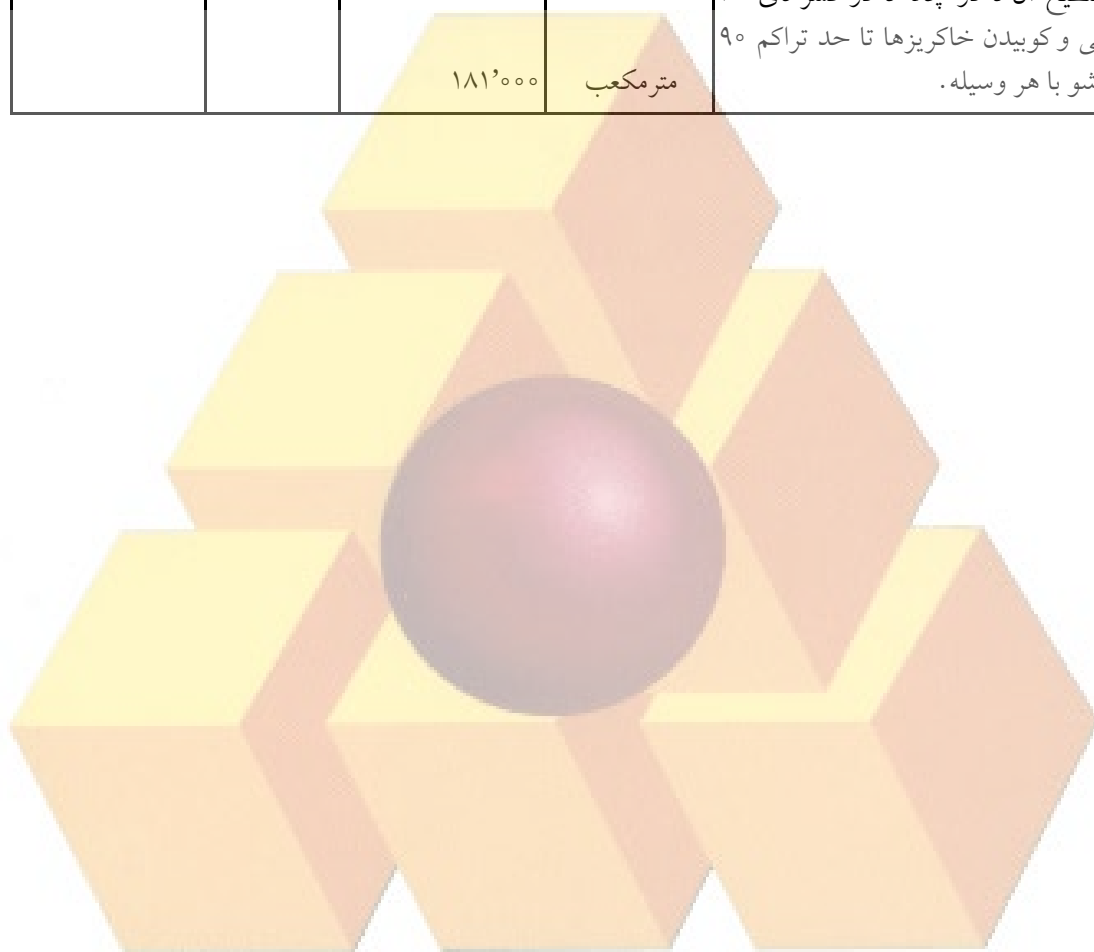 ی و کوبیدن خاکریزها تا حد تراکم ۹۰
شو با هر وسیله. مترمکعب ۱۸۱٬۰۰۰